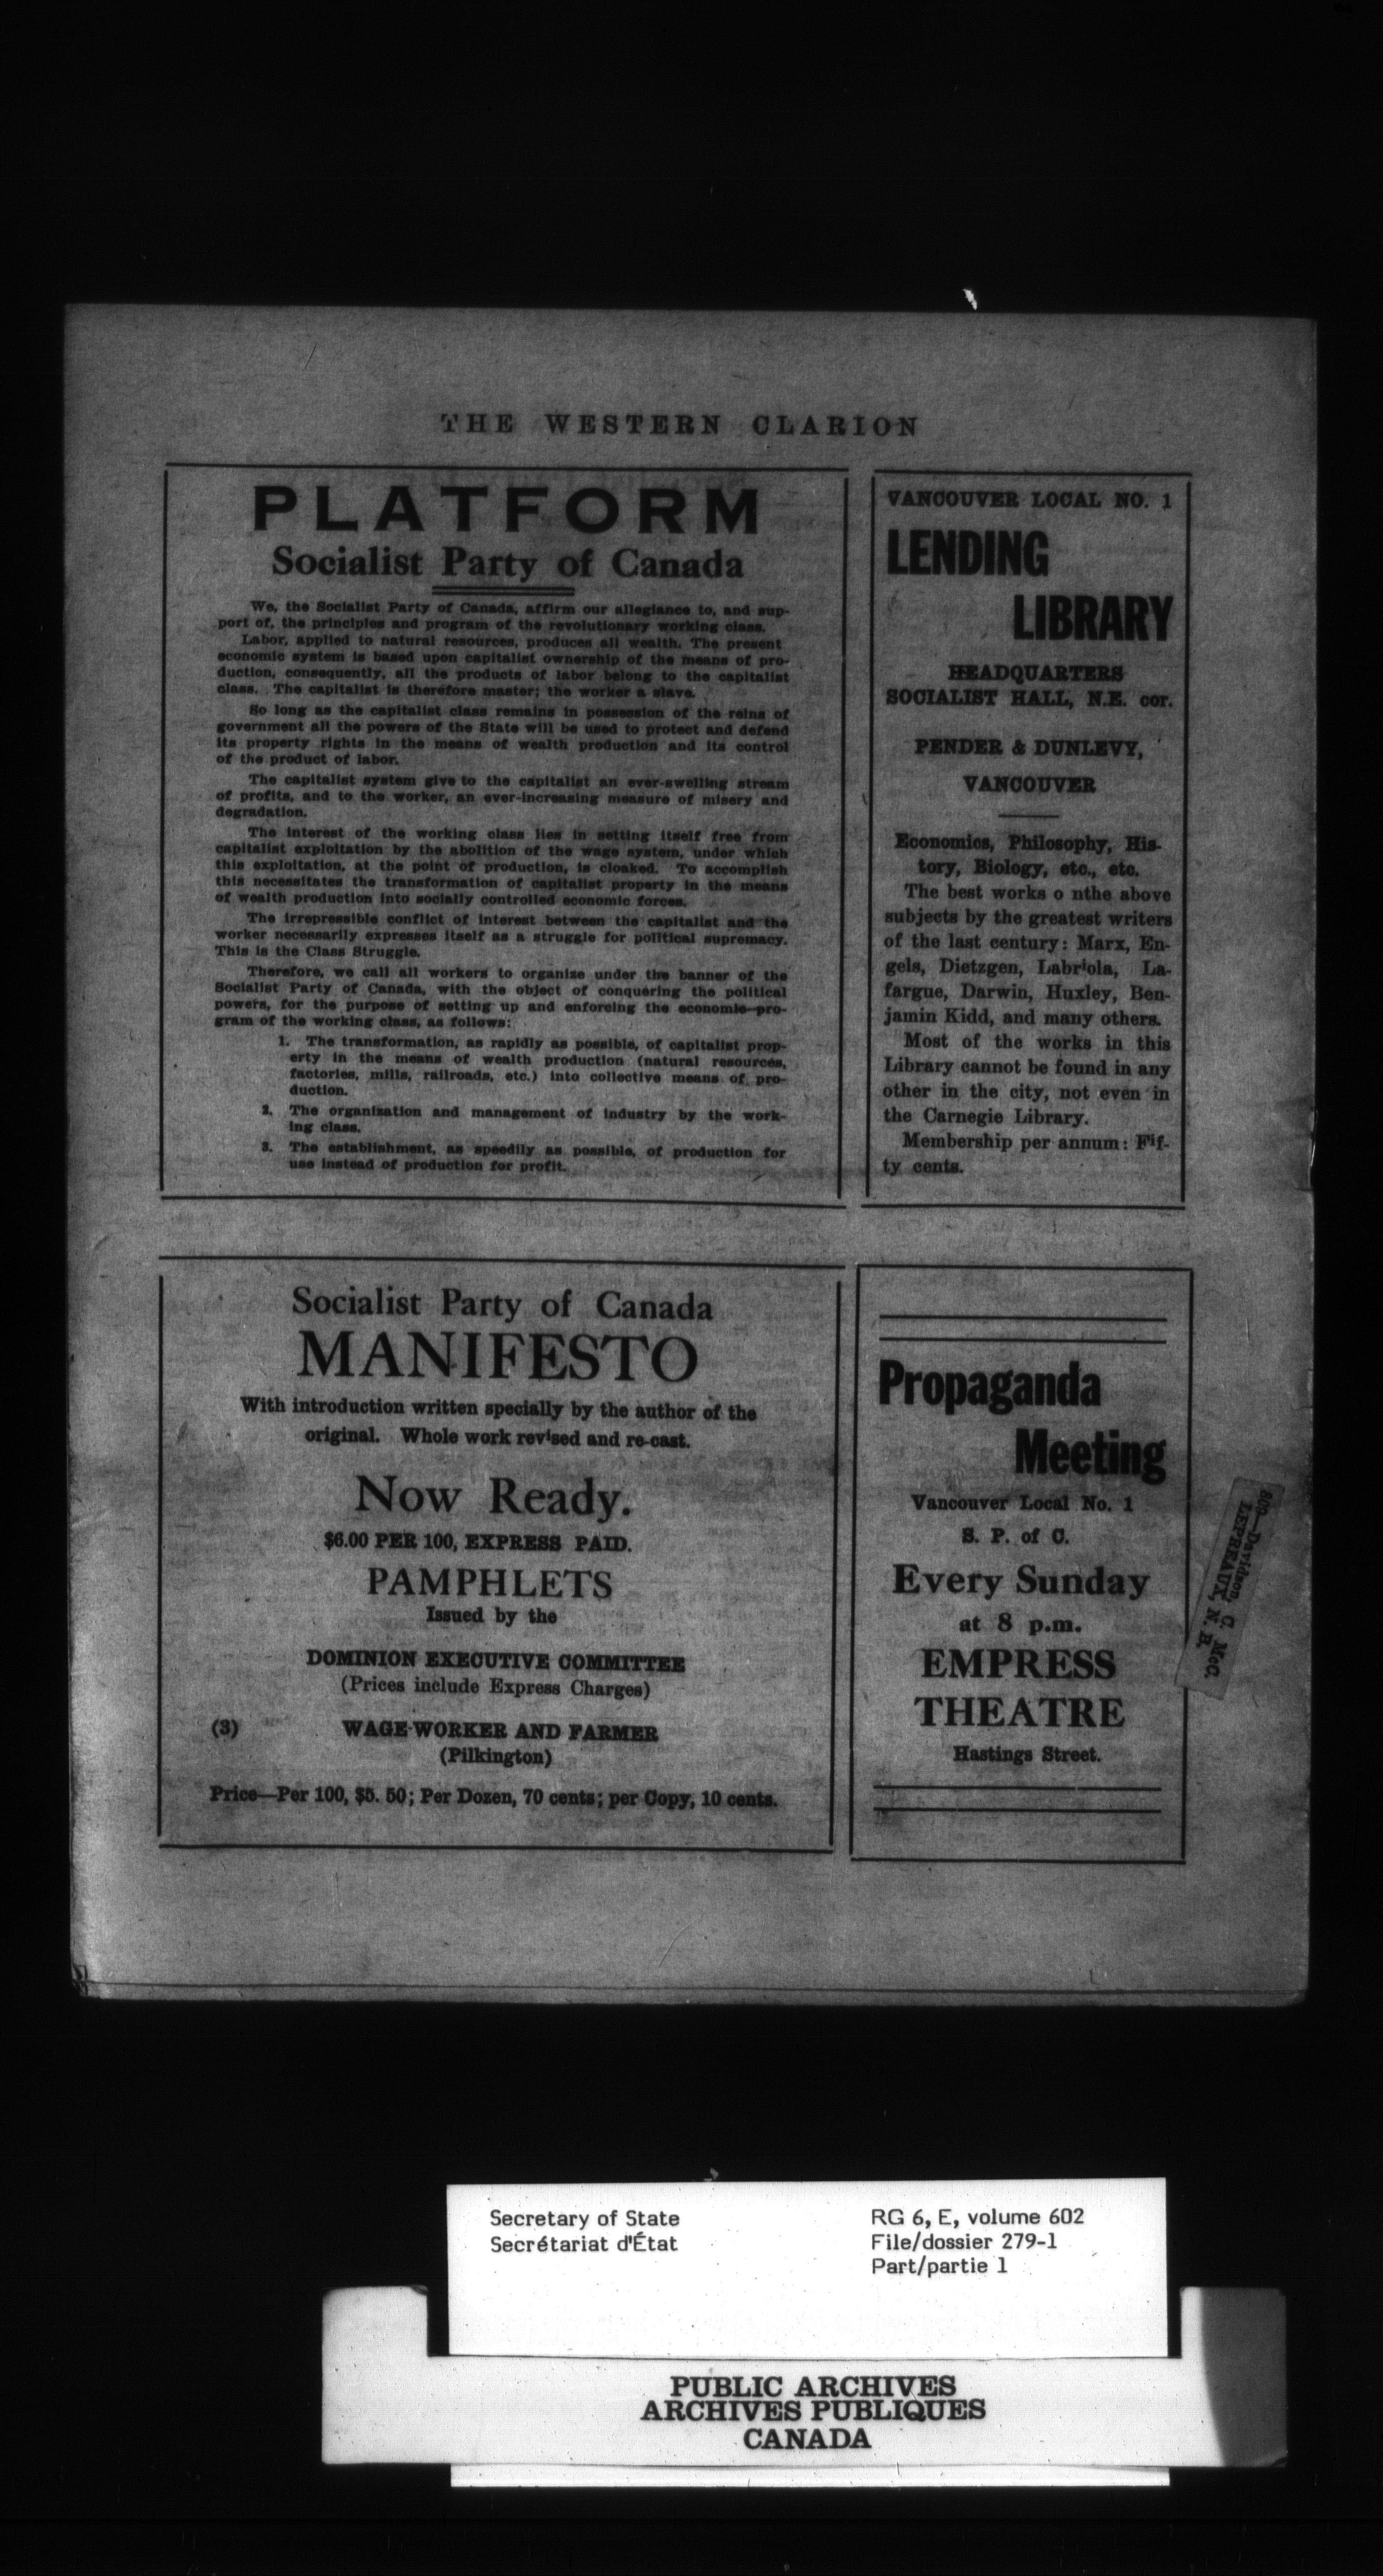 THE WESTERN CLARION
PLATFORM
Socialist Party of Canada
We, the Socialist Party of Canada, affirm our allegiance to, and sup-
port of, the principles and program of the revolutionary working class.
Labor, applied to natural resources, produces all wealth. The present
economic system is based upon capitalist ownership of the means of pro-
duction, consequently, all the products of labor belong to the capitalist
class. The capitalist is therefore master; the worker a slave.
So long as the capitalist class remains in possession of the reins of
government all the powers of the State will be used to protect and defend
its property rights in the means of wealth production and its control
of the product of labor.
The capitalist system give to the capitalist an ever-swelling stream
of profits, and to the worker, an ever-increasing measure of misery and
degradation.
The interest of the working class lies in setting itself free from
capitalist exploitation by the abolition of the wage system, under which
this exploitation, at the point of production, is cloaked. To accomplish
this necessitates the transformation of capitalist property in the means
of wealth production into socially controlled economic forces.
The irrepressible conflict of interest between the capitalist and the
worker necessarily expresses itself as a struggle for political supremacy.
This is the Class Struggle.
Therefore, we call all workers to organize under the banner of the
Socialist Party of Canada, with the object of conquering the political
powers, for the purpose of setting up and enforcing the economic pro-
gram of the working class, as follows:
1. The transformation, as rapidly as possible, of capitalist prop-
erty in the means of wealth production (natural resources,
factories, mills, railroads, etc.) into collective means of pro-
duction.
2. The organization and management of industry by the work-
ing class.
3. The establishment, as speedily as possible, of production for
use instead of production for profit.
VANCOUVER LOCAL NO. 1
LENDING
LIBRARY
HEADQUARTERS
SOCIALIST HALL, N.E. cor.
PENDER & DUNLEVY,
VANCOUVER
Economics, Philosophy, His-
tory, Biology, etc., etc.
The best works o nthe above
subjects by the greatest writers
of the last century: Marx, En-
gels, Dietzgen, Labriola, La-
fargue, Darwin, Huxley, Ben-
jamin Kidd, and many others.
Most of the works in this
Library cannot be found in any
other in the city, not even in
the Carnegie Library.
Membership per annum: Fif-
ty cents.
Socialist Party of Canada
MANIFESTO
With introduction written specially by the author of the
original. Whole work revised and re-cast.
Now Ready.
$6.00 PER 100, EXPRESS PAID.
PAMPHLETS
Issued by the
DOMINION EXECUTIVE COMMITTEE
(Prices include Express Charges)
(3) WAGE-WORKER AND FARMER
(Pilkington)
Price—Per 100, $5. 50; Per Dozen, 70 cents; per Copy, 10 cents.
Propaganda
Meeting
Vancouver Local No. 1
S. P. of C.
Every Sunday
at 8 p.m.
EMPRESS
THEATRE
Hastings Street.
809—Davidson, C. McC.
LEPREAUX, N. B.
Secretary of State
Secrétariat d'État
RG 6, E, volume 602
File/dossier 279-1
Part/partie 1
PUBLIC ARCHIVES
ARCHIVES PUBLIQUES
CANADA